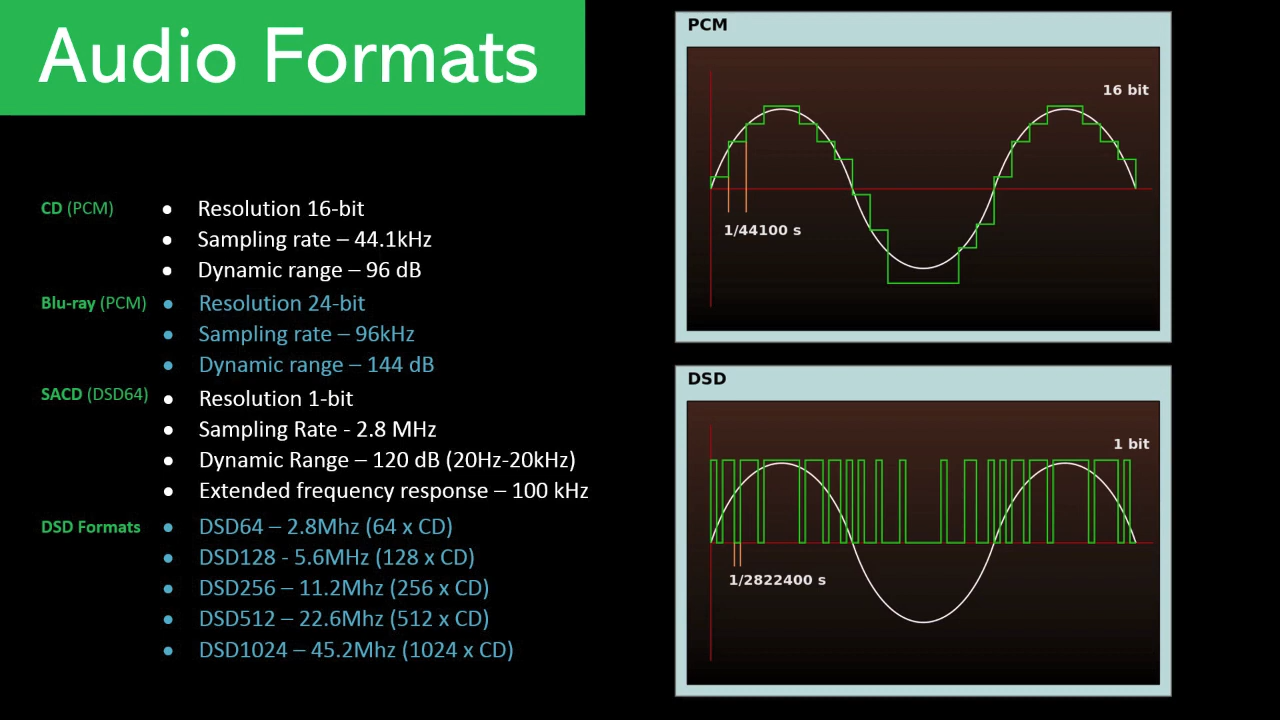 Audio Formats
CD (PCM)
● Resolution 16-bit
● Sampling rate – 44.1kHz
● Dynamic range – 96 dB
Blu-ray (PCM)
● Resolution 24-bit
● Sampling rate – 96kHz
● Dynamic range – 144 dB
SACD (DSD64)
● Resolution 1-bit
● Sampling Rate - 2.8 MHz
● Dynamic Range – 120 dB (20Hz-20kHz)
● Extended frequency response – 100 kHz
DSD Formats
● DSD64 – 2.8Mhz (64 x CD)
● DSD128 - 5.6MHz (128 x CD)
● DSD256 – 11.2Mhz (256 x CD)
● DSD512 – 22.6Mhz (512 x CD)
● DSD1024 – 45.2Mhz (1024 x CD)
PCM
16 bit
1/44100 s
DSD
1 bit
1/2822400 s